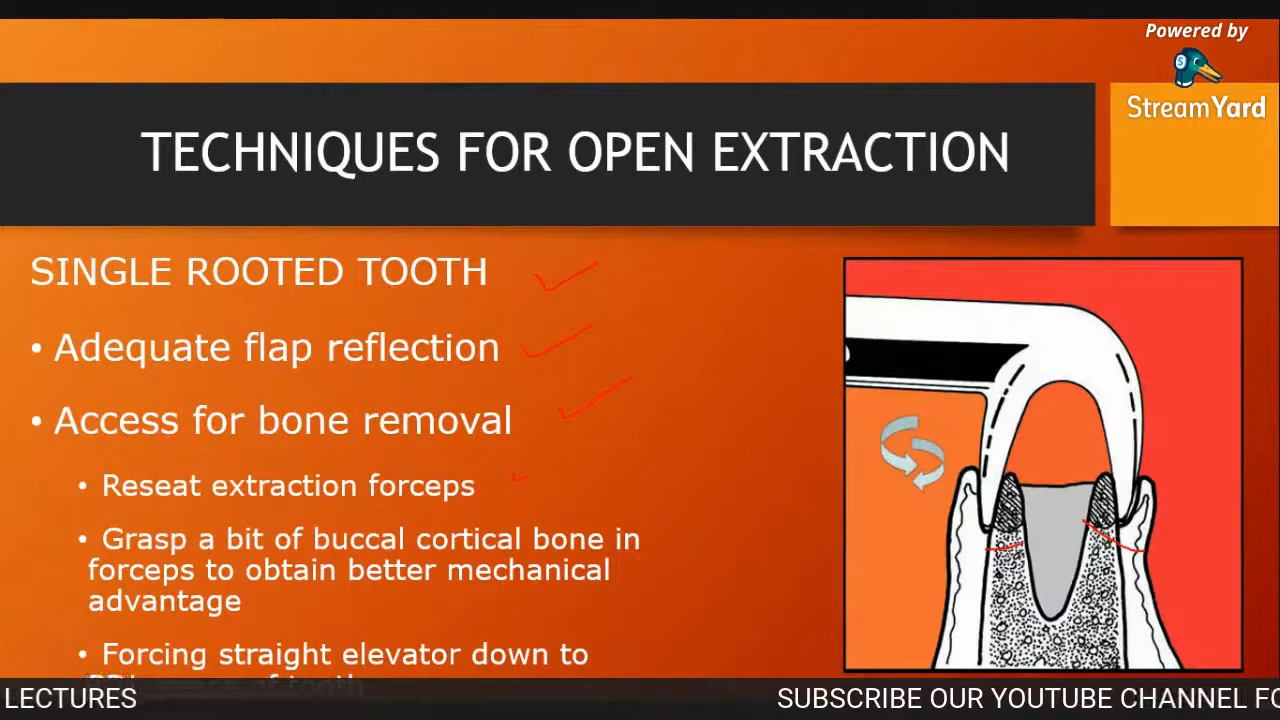 Powered by
StreamYard
TECHNIQUES FOR OPEN EXTRACTION
SINGLE ROOTED TOOTH
• Adequate flap reflection
• Access for bone removal
• Reseat extraction forceps
• Grasp a bit of buccal cortical bone in
forceps to obtain better mechanical
advantage
• Forcing straight elevator down to
LECTURES
SUBSCRIBE OUR YOUTUBE CHANNEL FO